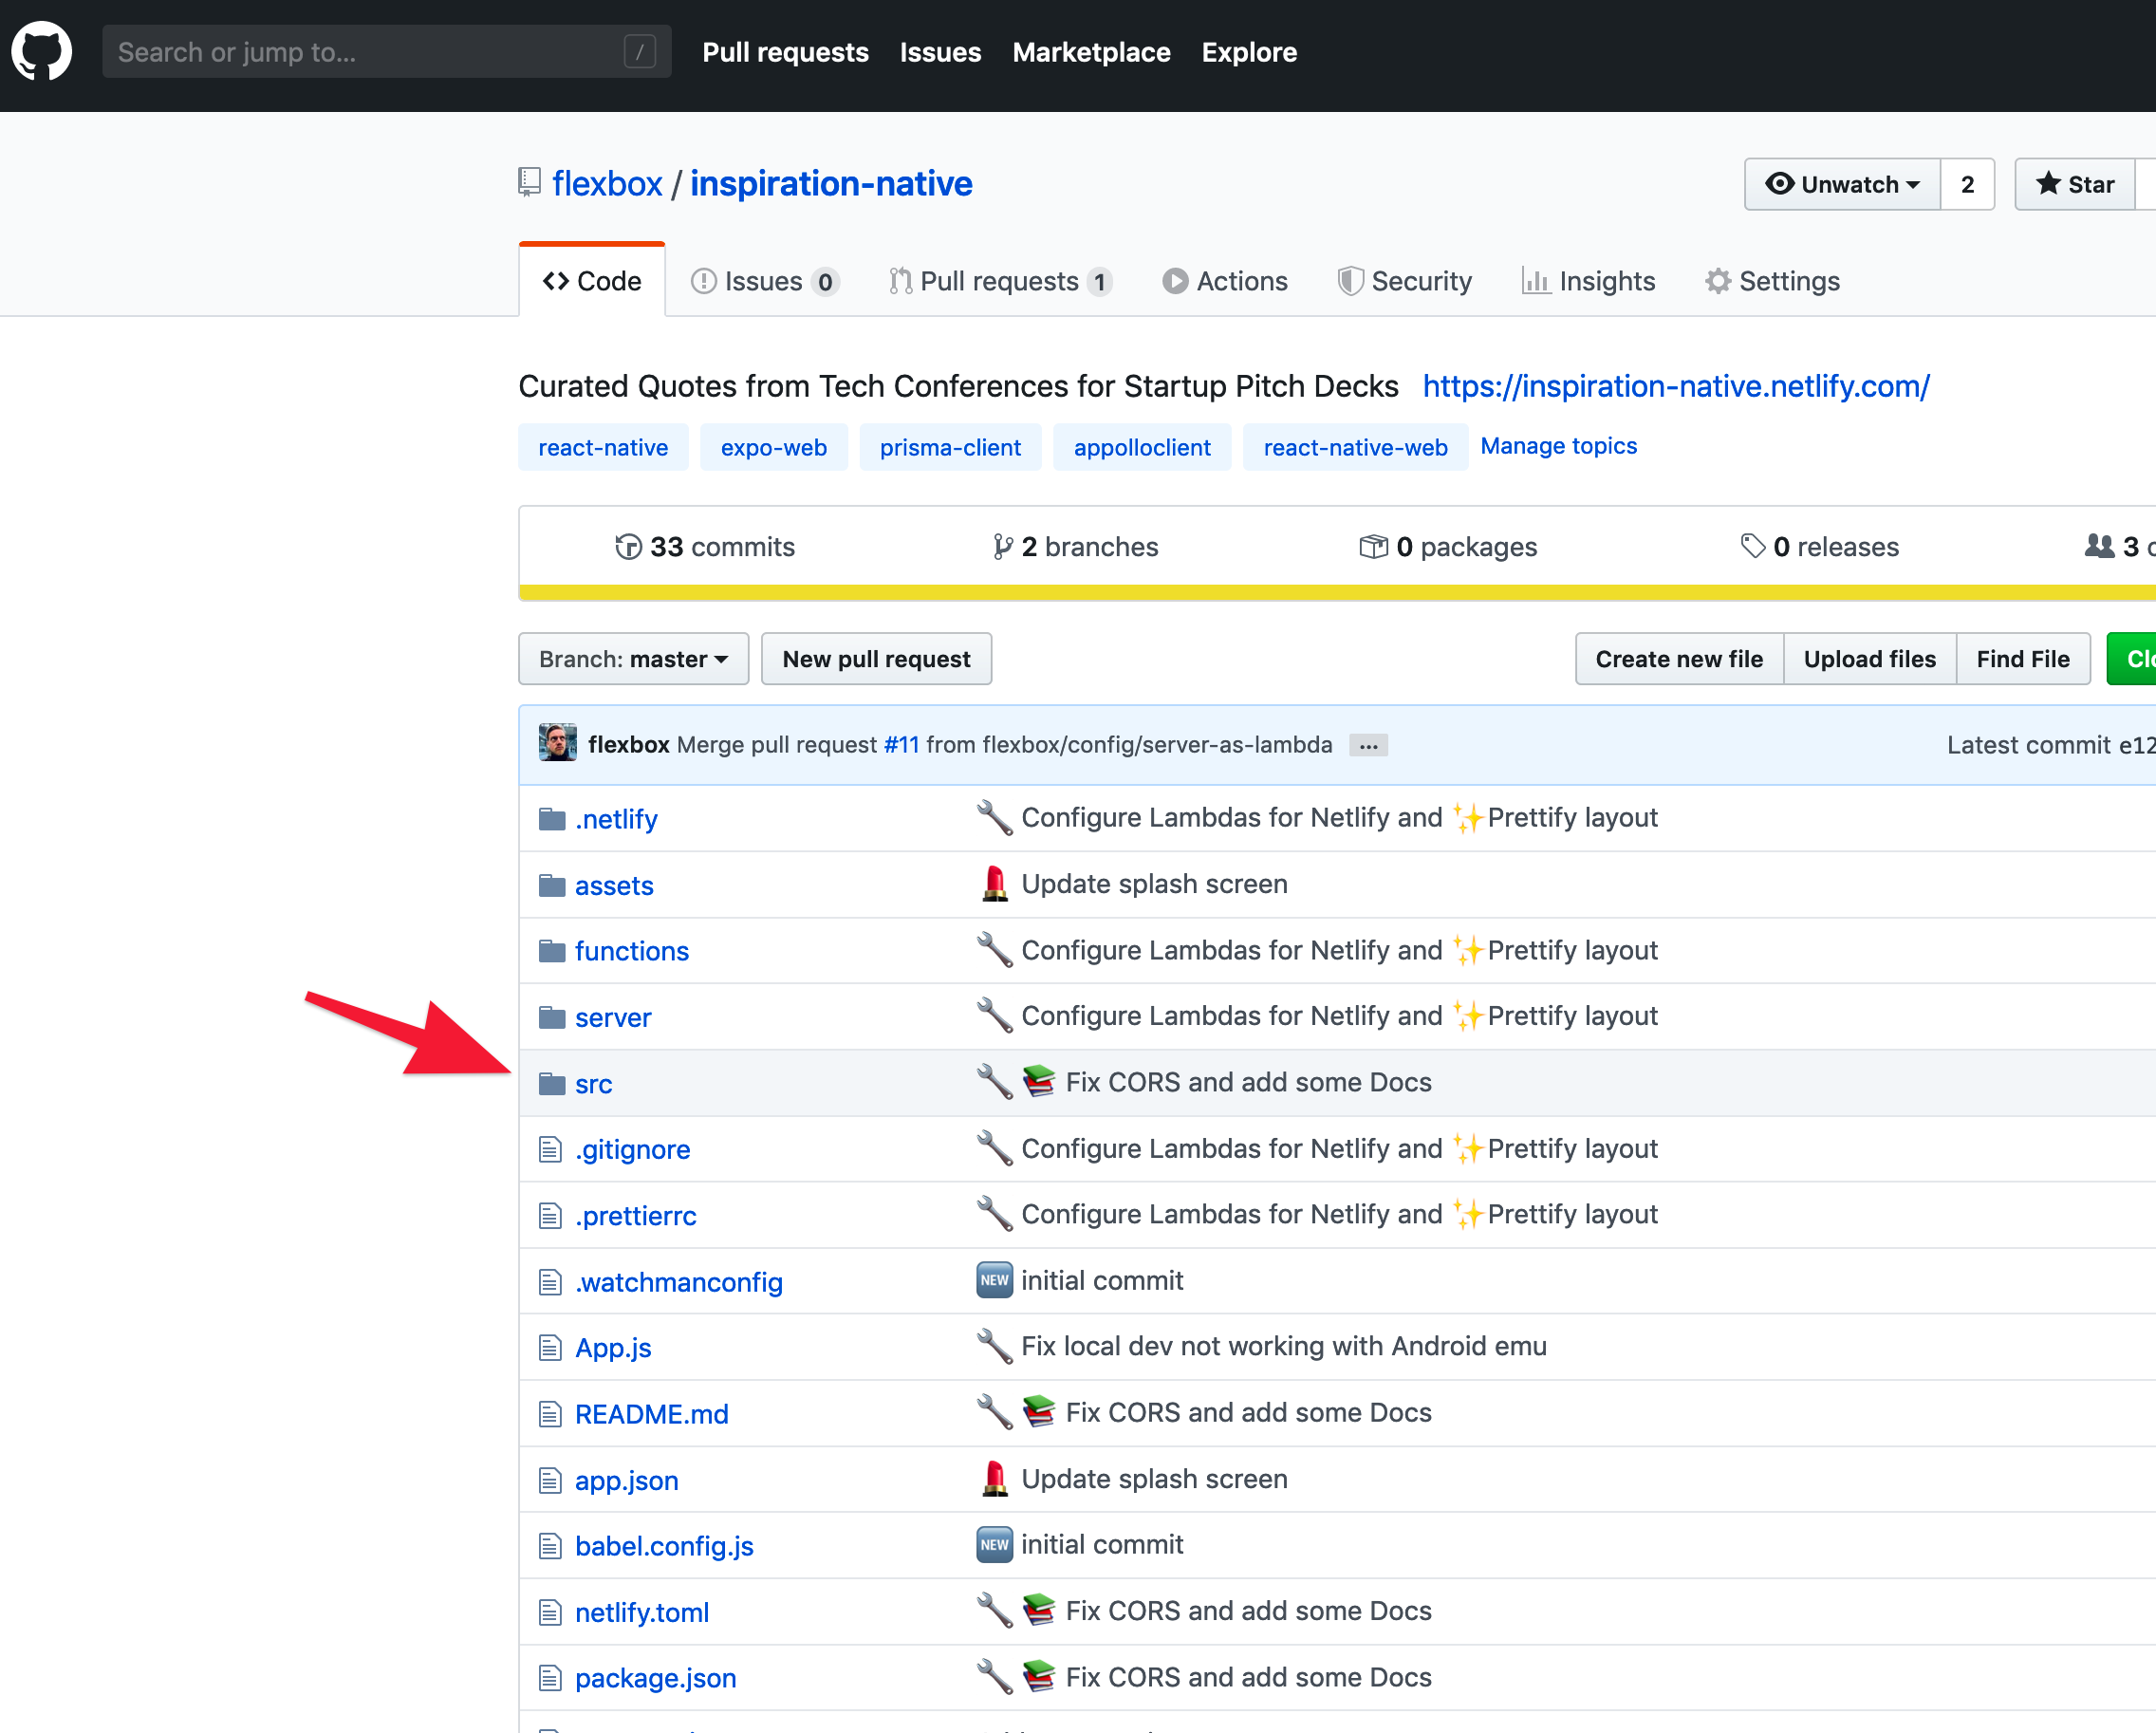 Search or jump to... /
Pull requests Issues Marketplace Explore
flexbox / inspiration-native
Unwatch 2 Star
Code Issues 0 Pull requests 1 Actions Security Insights Settings
Curated Quotes from Tech Conferences for Startup Pitch Decks https://inspiration-native.netlify.com/
react-native expo-web prisma-client appolloclient react-native-web Manage topics
33 commits 2 branches 0 packages 0 releases 3
Branch: master New pull request Create new file Upload files Find File
flexbox Merge pull request #11 from flexbox/config/server-as-lambda ... Latest commit e12
.netlify 🔧 Configure Lambdas for Netlify and ✨Prettify layout
assets 💄 Update splash screen
functions 🔧 Configure Lambdas for Netlify and ✨Prettify layout
server 🔧 Configure Lambdas for Netlify and ✨Prettify layout
src 🔧 📚 Fix CORS and add some Docs
.gitignore 🔧 Configure Lambdas for Netlify and ✨Prettify layout
.prettierrc 🔧 Configure Lambdas for Netlify and ✨Prettify layout
.watchmanconfig 🆕 initial commit
App.js 🔧 Fix local dev not working with Android emu
README.md 🔧 📚 Fix CORS and add some Docs
app.json 💄 Update splash screen
babel.config.js 🆕 initial commit
netlify.toml 🔧 📚 Fix CORS and add some Docs
package.json 🔧 📚 Fix CORS and add some Docs